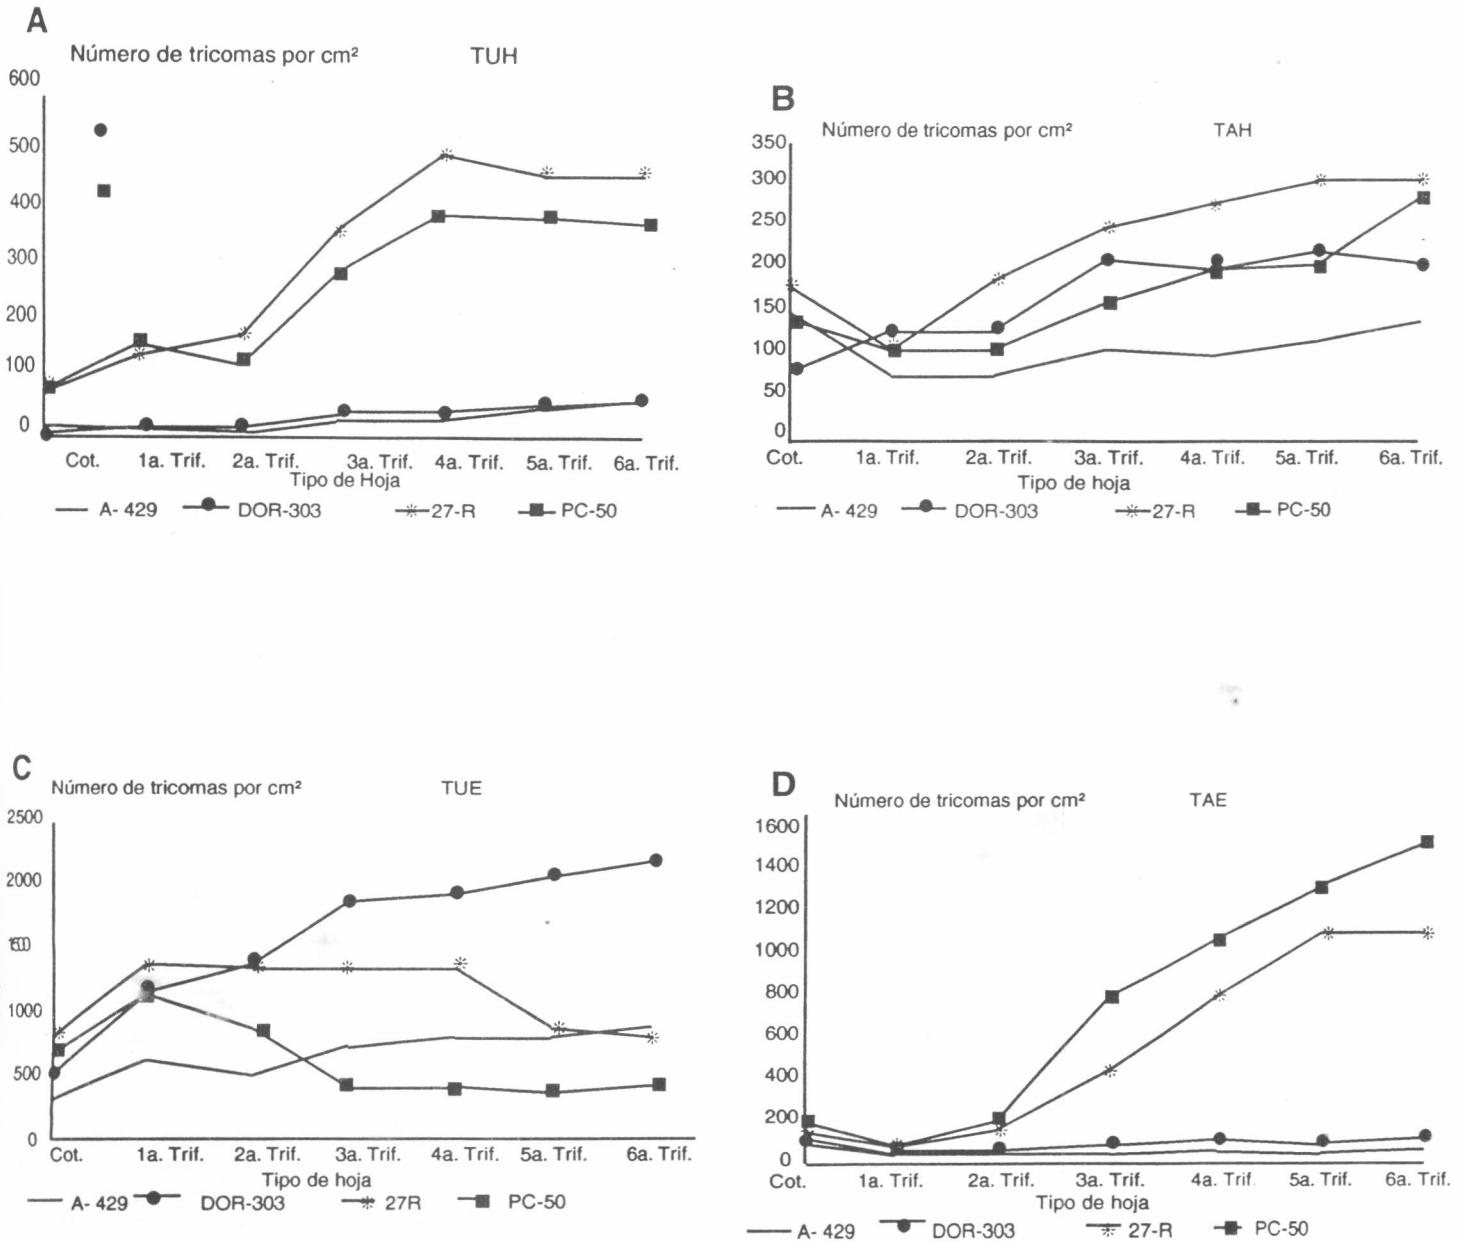 A
Número de tricomas por cm² TUH
600
500
400
300
200
100
0
Cot. 1a. Trif. 2a. Trif. 3a. Trif. 4a. Trif. 5a. Trif. 6a. Trif.
Tipo de Hoja
A- 429 DOR-303 27-R PC-50
B
Número de tricomas por cm² TAH
350
300
250
200
150
100
50
0
Cot. 1a. Trif. 2a. Trif. 3a. Trif. 4a. Trif. 5a. Trif. 6a. Trif.
Tipo de hoja
A- 429 DOR-303 27-R PC-50
C
Número de tricomas por cm² TUE
2500
2000
1500
1000
500
0
Cot. 1a. Trif. 2a. Trif. 3a. Trif. 4a. Trif. 5a. Trif. 6a. Trif.
Tipo de hoja
A- 429 DOR-303 27R PC-50
D
Número de tricomas por cm² TAE
1600
1400
1200
1000
800
600
400
200
0
Cot. 1a. Trif. 2a. Trif. 3a. Trif. 4a. Trif. 5a. Trif. 6a. Trif.
Tipo de hoja
A- 429 DOR-303 27-R PC-50